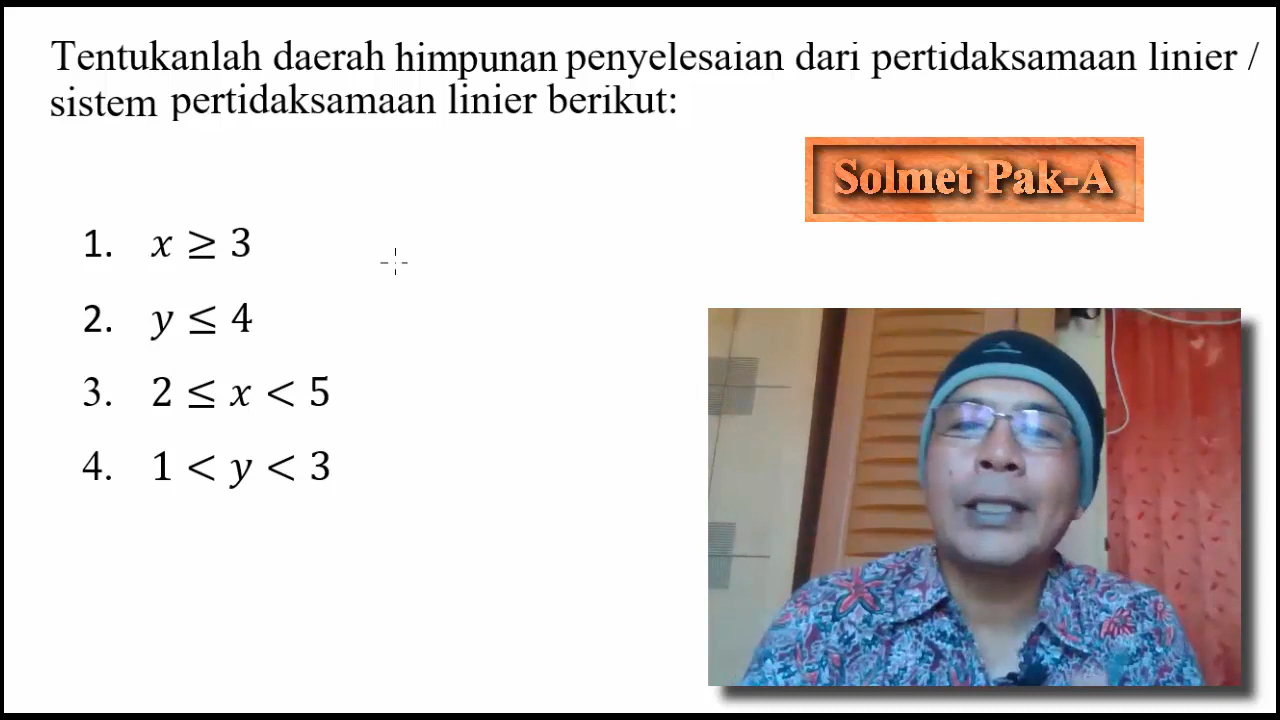 Tentukanlah daerah himpunan penyelesaian dari pertidaksamaan linier /
sistem pertidaksamaan linier berikut:
Solmet Pak-A
1. x ≥ 3
2. y ≤ 4
3. 2 ≤ x < 5
4. 1 < y < 3